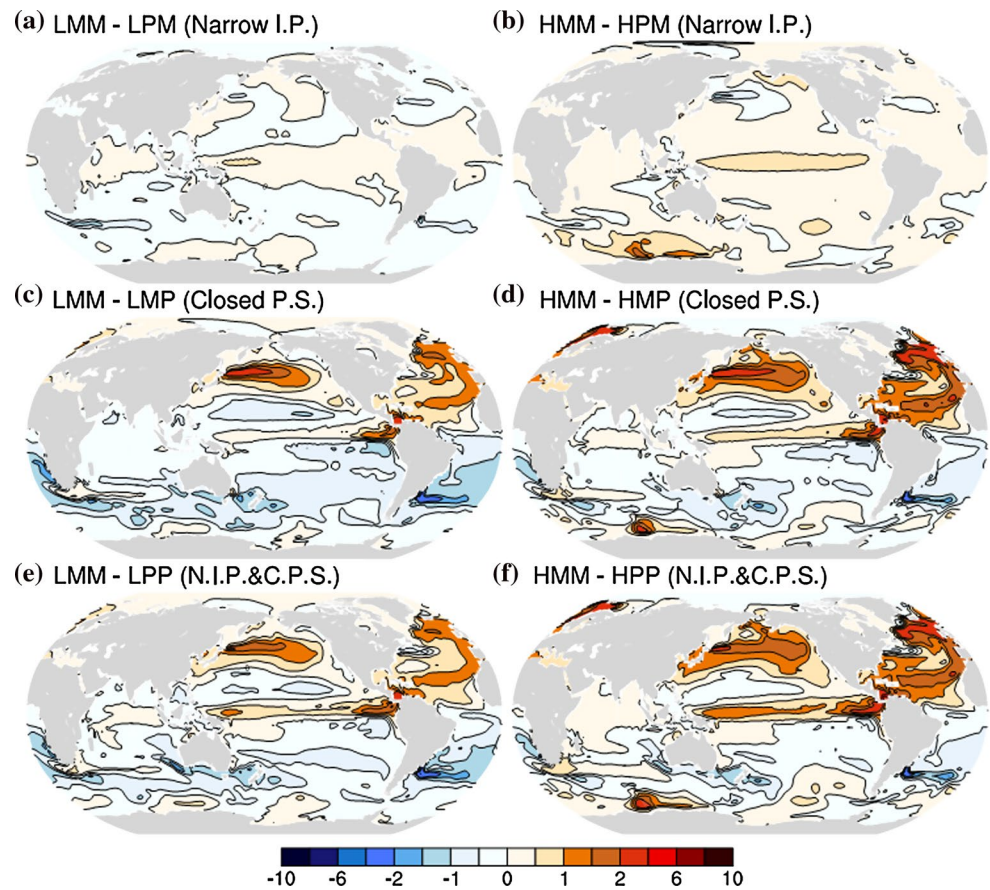 (a) LMM - LPM (Narrow I.P.)
(b) HMM - HPM (Narrow I.P.)
(c) LMM - LMP (Closed P.S.)
(d) HMM - HMP (Closed P.S.)
(e) LMM - LPP (N.I.P.&C.P.S.)
(f) HMM - HPP (N.I.P.&C.P.S.)
-10 -6 -2 -1 0 1 2 6 10